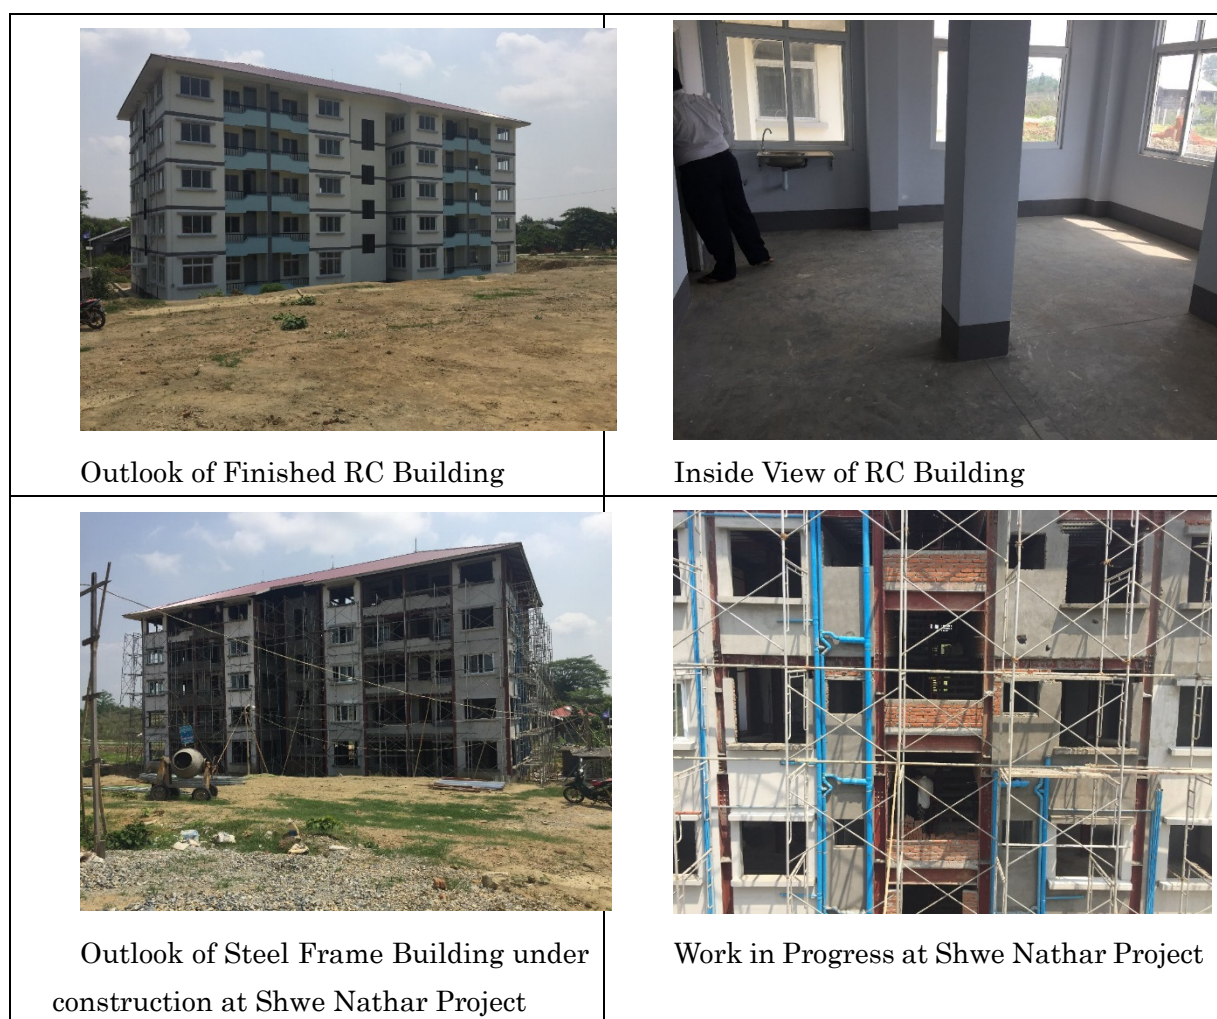 Outlook of Finished RC Building
Inside View of RC Building
Outlook of Steel Frame Building under
construction at Shwe Nathar Project
Work in Progress at Shwe Nathar Project